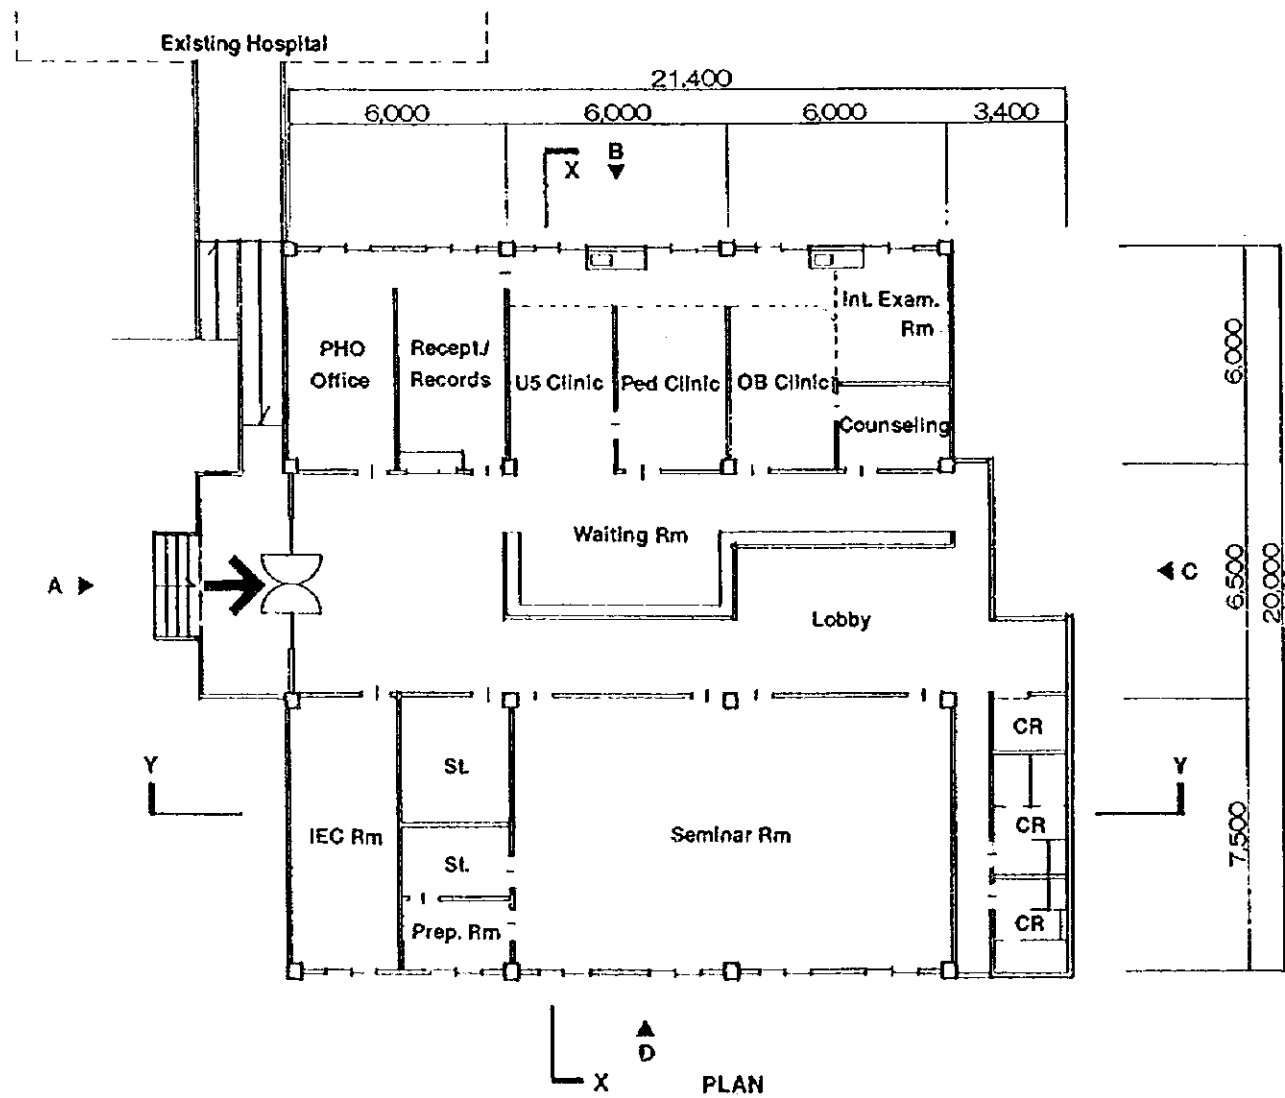 Existing Hospital
21,400
6,000
6,000
6,000
3,400
X
B
PHO
Office
Recept./
Records
U5 Clinic
Ped Clinic
OB Clinic
Int. Exam.
Rm
Counseling
6,000
Waiting Rm
A
C
6,500
20,000
Lobby
Y
Y
CR
St.
IEC Rm
Seminar Rm
CR
7,500
St.
Prep. Rm
CR
D
X
PLAN